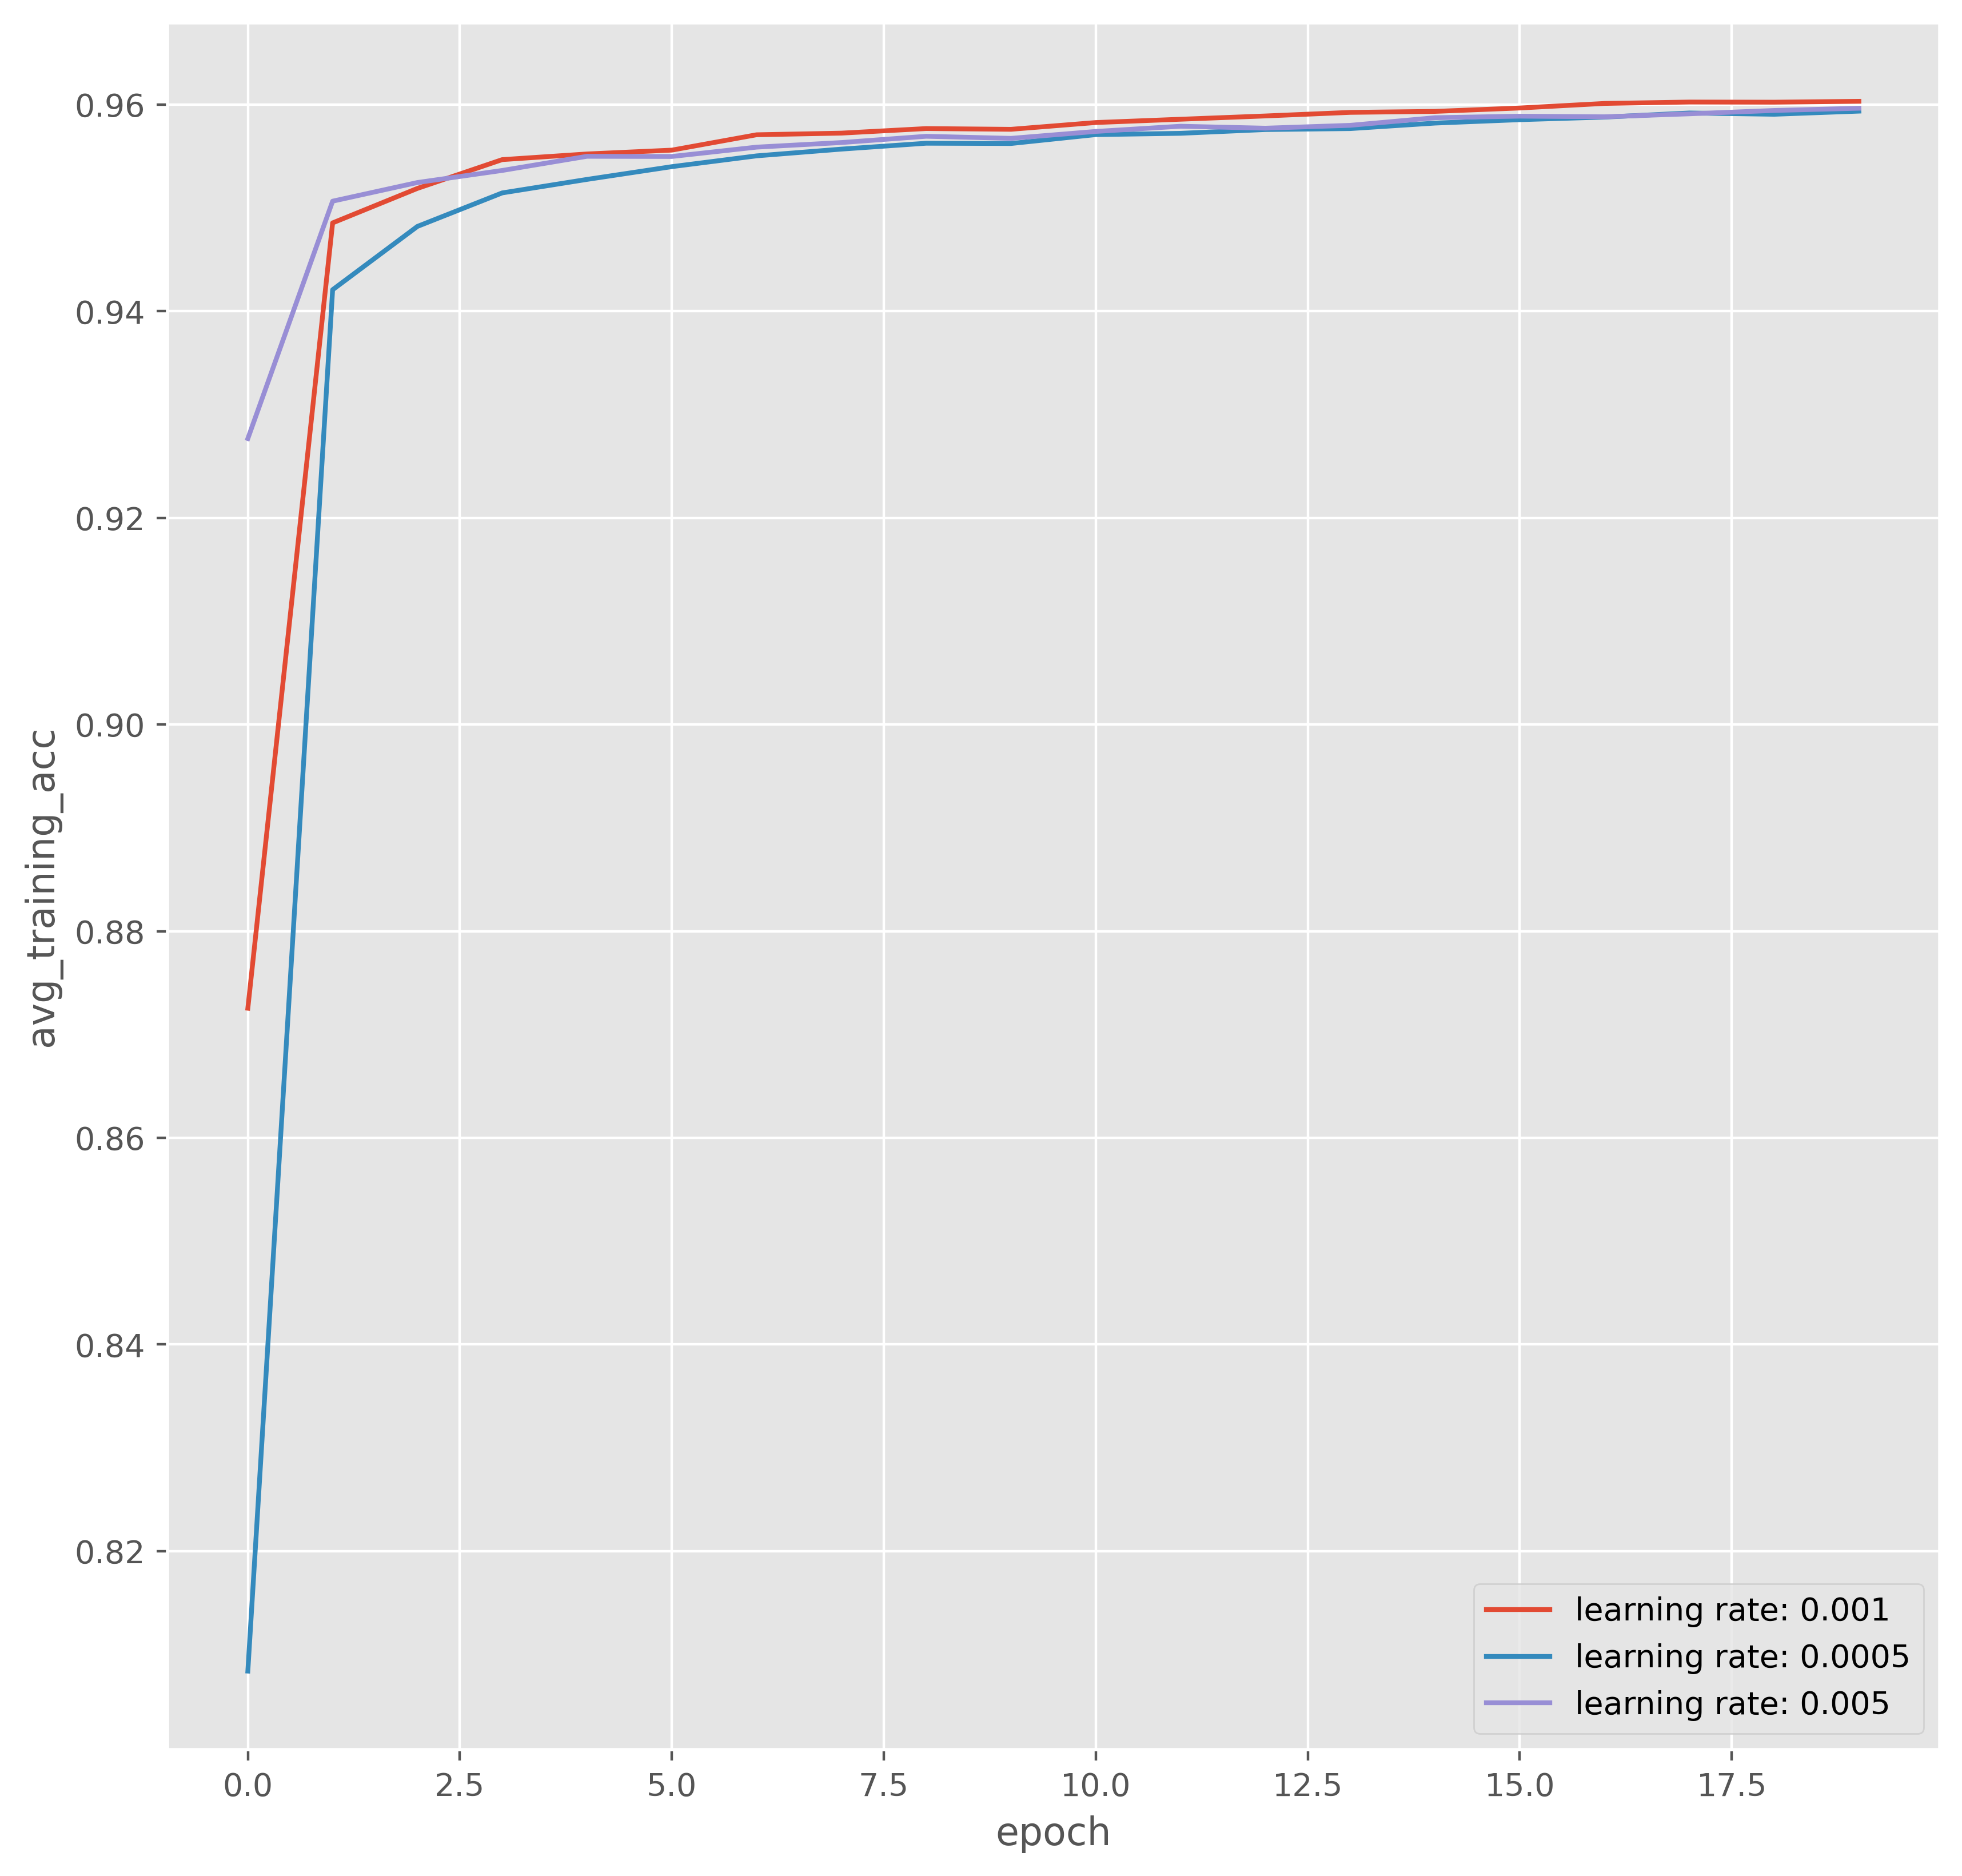 0.96
0.94
0.92
0.90
0.88
0.86
0.84
0.82
avg_training_acc
learning rate: 0.001
learning rate: 0.0005
learning rate: 0.005
0.0 2.5 5.0 7.5 10.0 12.5 15.0 17.5
epoch